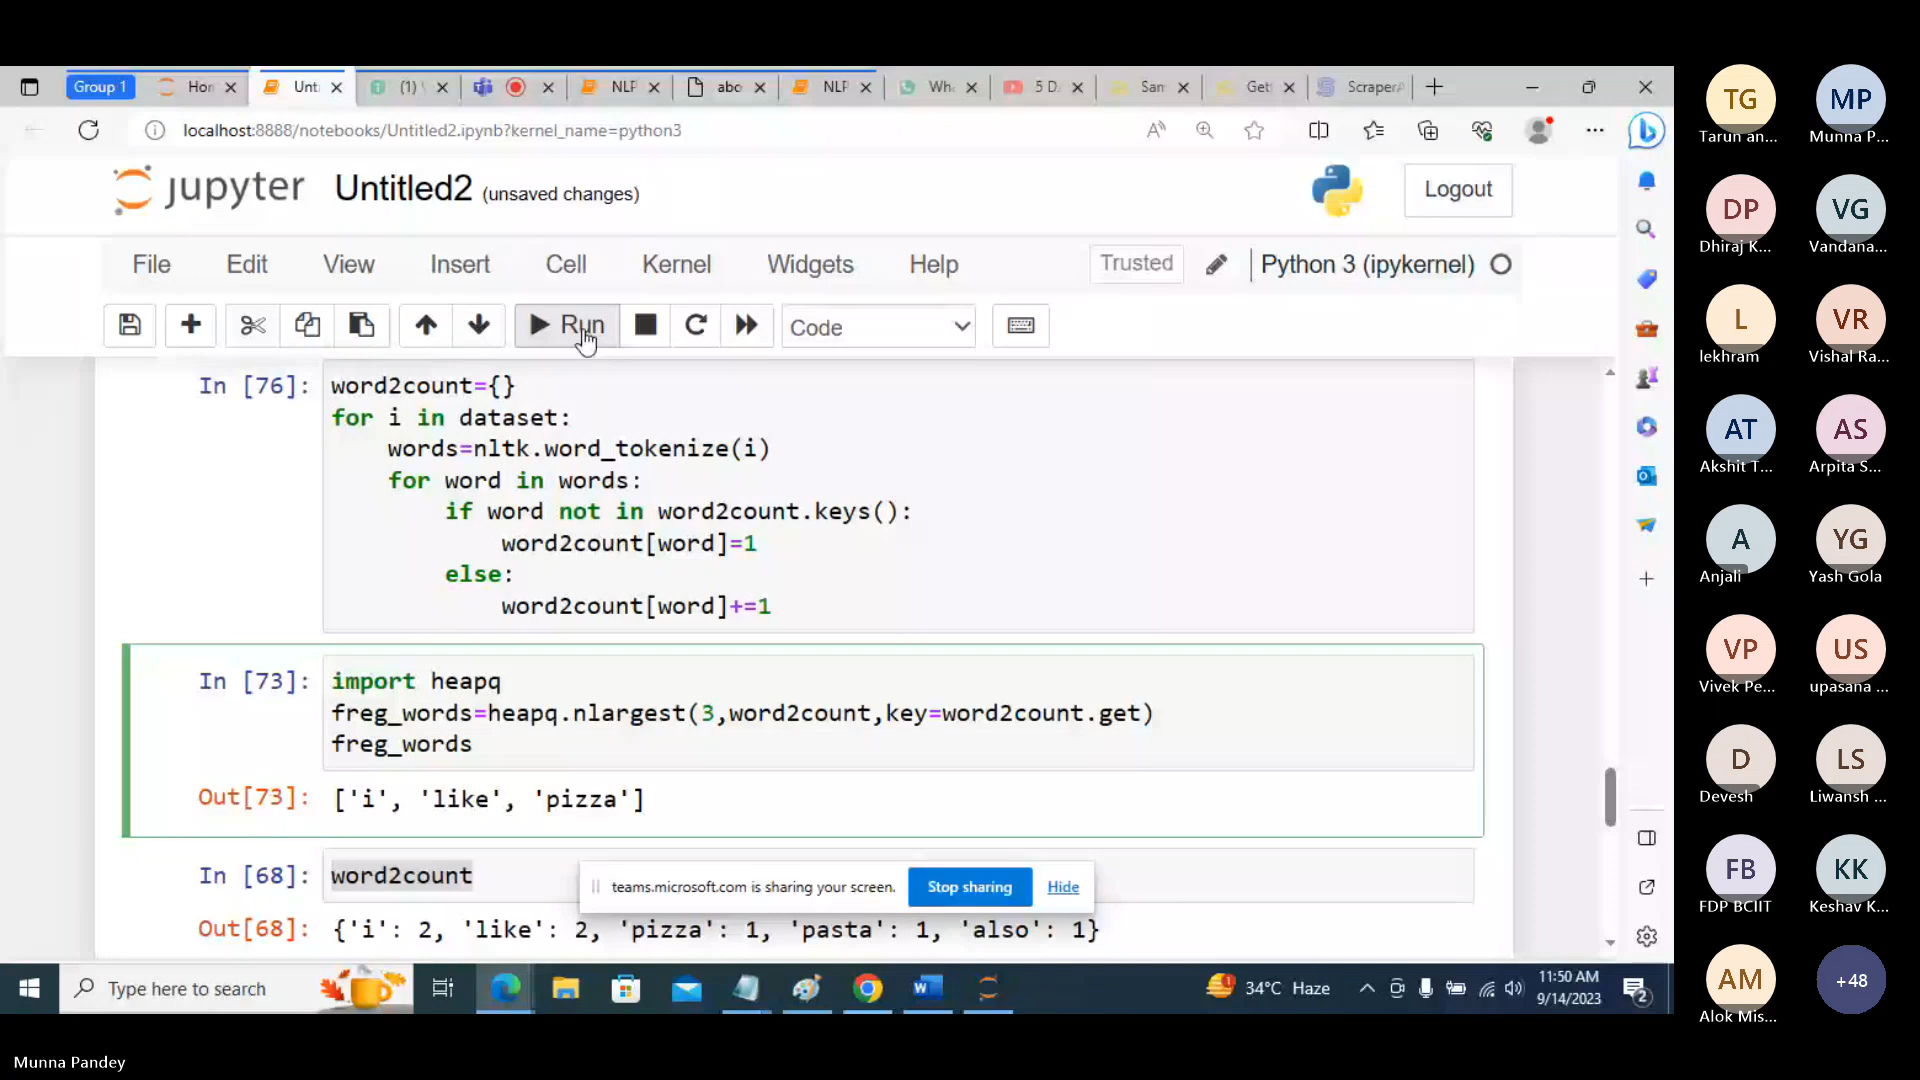 Group 1
Hom
Unti
(1)
NLP
abo
NLP
Wha
5 D.
San
Get
Scraper
localhost:8888/notebooks/Untitled2.ipynb?kernel_name=python3
jupyter
Untitled2 (unsaved changes)
Logout
File
Edit
View
Insert
Cell
Kernel
Widgets
Help
Trusted
Python 3 (ipykernel)
Run
Code
In [76]:
word2count={}
for i in dataset:
    words=nltk.word_tokenize(i)
    for word in words:
        if word not in word2count.keys():
            word2count[word]=1
        else:
            word2count[word]+=1
In [73]:
import heapq
freg_words=heapq.nlargest(3,word2count,key=word2count.get)
freg_words
Out[73]:
['i', 'like', 'pizza']
In [68]:
word2count
teams.microsoft.com is sharing your screen.
Stop sharing
Hide
Out[68]:
{'i': 2, 'like': 2, 'pizza': 1, 'pasta': 1, 'also': 1}
Type here to search
34°C Haze
11:50 AM
9/14/2023
2
TG
Tarun an...
MP
Munna P...
DP
Dhiraj K...
VG
Vandana...
L
lekhram
VR
Vishal Ra...
AT
Akshit T...
AS
Arpita S...
A
Anjali
YG
Yash Gola
VP
Vivek Pe...
US
upasana ...
D
Devesh
LS
Liwansh ...
FB
FDP BCIIT
KK
Keshav K...
AM
Alok Mis...
+48
Munna Pandey